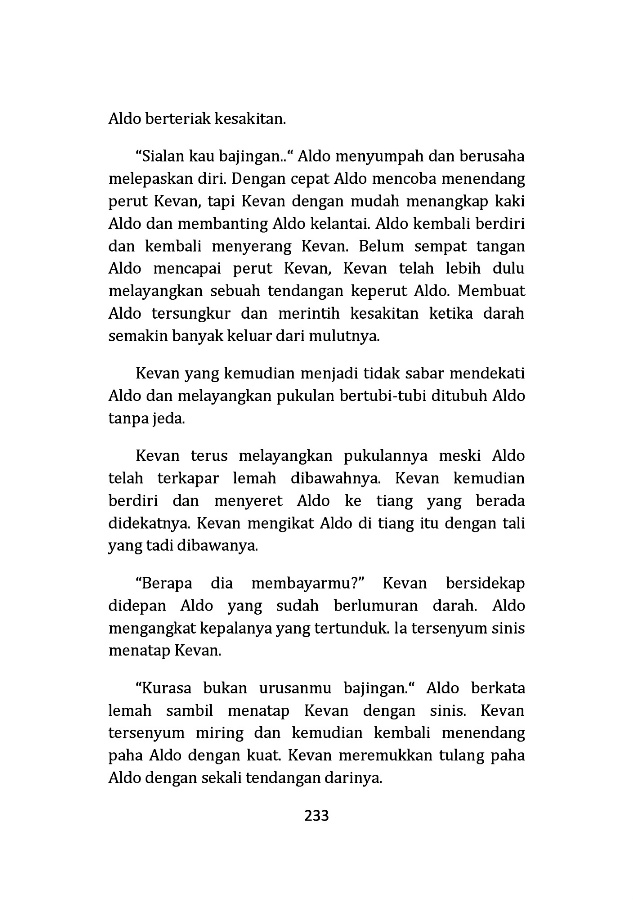 Aldo berteriak kesakitan.
“Sialan kau bajingan..“ Aldo menyumpah dan berusaha
melepaskan diri. Dengan cepat Aldo mencoba menendang
perut Kevan, tapi Kevan dengan mudah menangkap kaki
Aldo dan membanting Aldo kelantai. Aldo kembali berdiri
dan kembali menyerang Kevan. Belum sempat tangan
Aldo mencapai perut Kevan, Kevan telah lebih dulu
melayangkan sebuah tendangan keperut Aldo. Membuat
Aldo tersungkur dan merintih kesakitan ketika darah
semakin banyak keluar dari mulutnya.
Kevan yang kemudian menjadi tidak sabar mendekati
Aldo dan melayangkan pukulan bertubi-tubi ditubuh Aldo
tanpa jeda.
Kevan terus melayangkan pukulannya meski Aldo
telah terkapar lemah dibawahnya. Kevan kemudian
berdiri dan menyeret Aldo ke tiang yang berada
didekatnya. Kevan mengikat Aldo di tiang itu dengan tali
yang tadi dibawanya.
“Berapa dia membayarmu?” Kevan bersidekap
didepan Aldo yang sudah berlumuran darah. Aldo
mengangkat kepalanya yang tertunduk. Ia tersenyum sinis
menatap Kevan.
“Kurasa bukan urusanmu bajingan.“ Aldo berkata
lemah sambil menatap Kevan dengan sinis. Kevan
tersenyum miring dan kemudian kembali menendang
paha Aldo dengan kuat. Kevan meremukkan tulang paha
Aldo dengan sekali tendangan darinya.
233